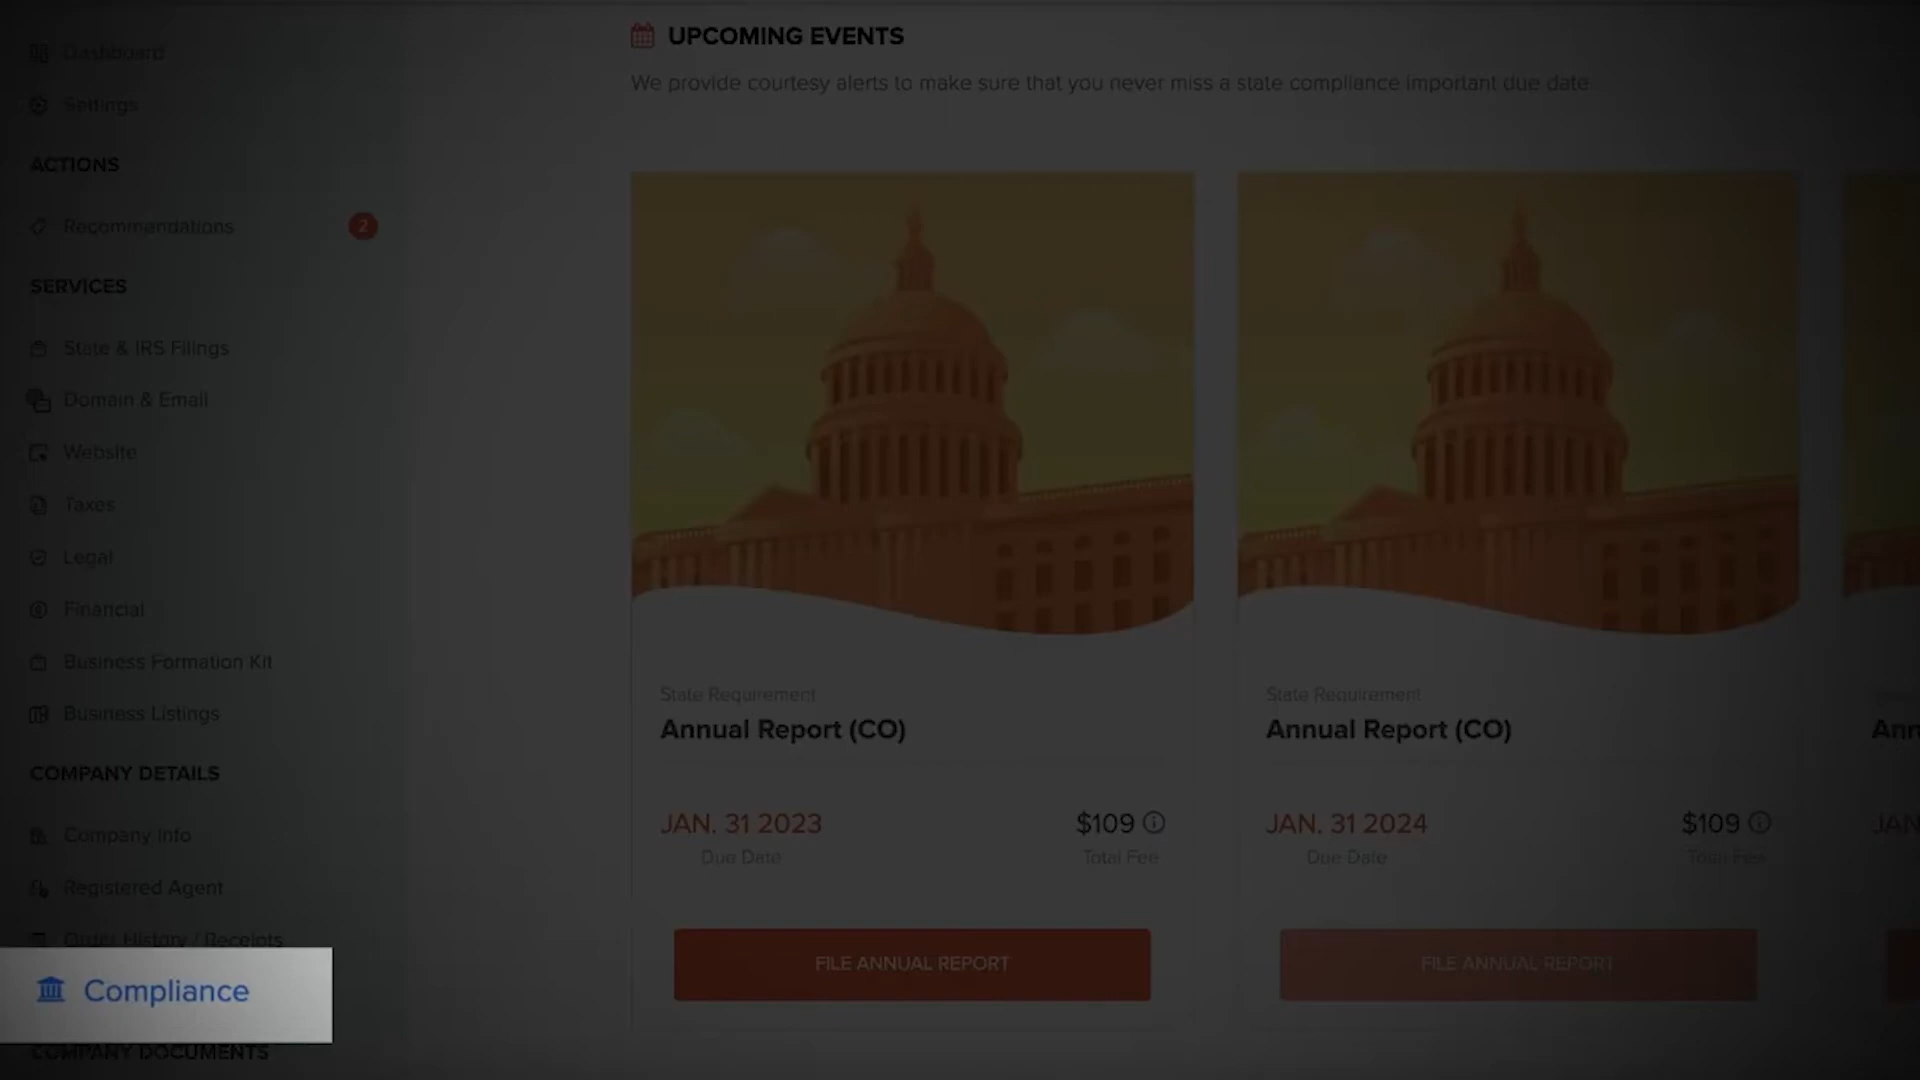 Dashboard
Settings
ACTIONS
Recommendations 2
SERVICES
State & IRS Filings
Domain & Email
Website
Taxes
Legal
Financial
Business Formation Kit
Business Listings
COMPANY DETAILS
Company Info
Registered Agent
Order History / Receipts
Compliance
COMPANY DOCUMENTS
UPCOMING EVENTS
We provide courtesy alerts to make sure that you never miss a state compliance important due date.
State Requirement
Annual Report (CO)
JAN. 31 2023 $109
Due Date Total Fee
FILE ANNUAL REPORT
State Requirement
Annual Report (CO)
JAN. 31 2024 $109
Due Date Total Fee
FILE ANNUAL REPORT
JAN